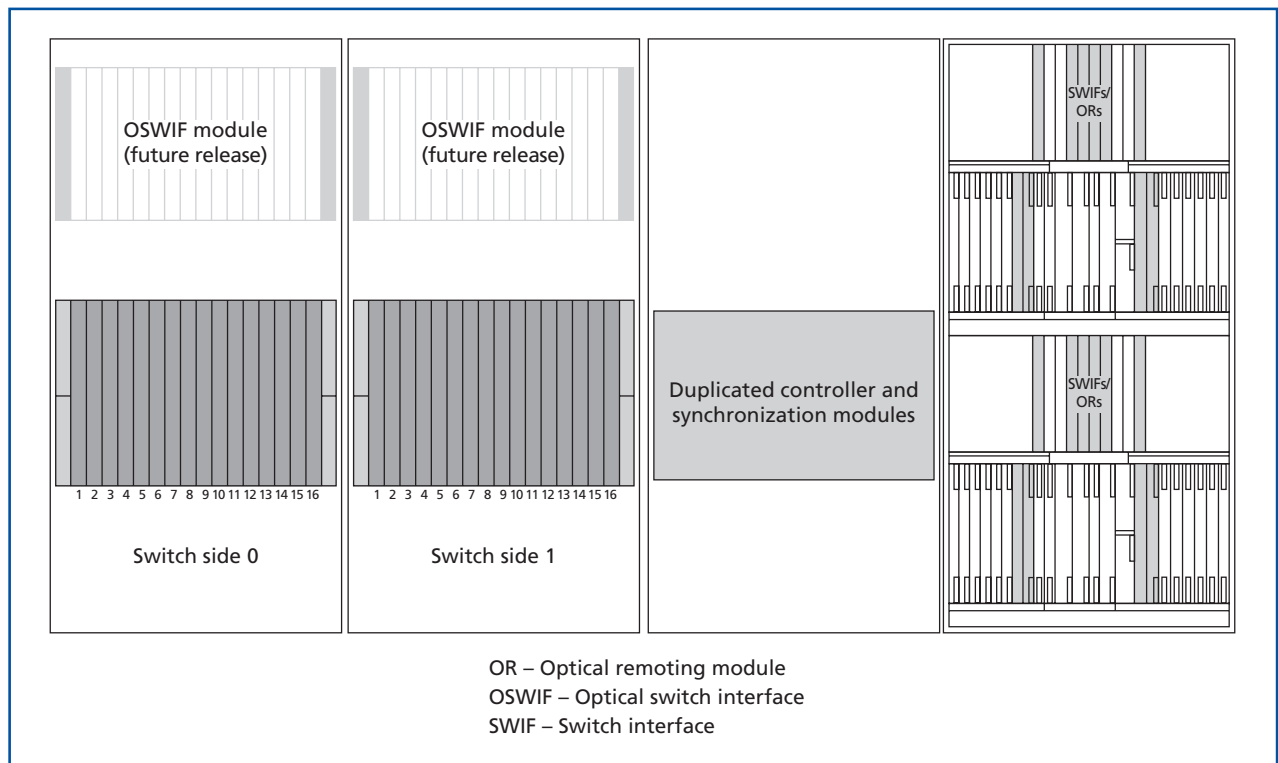 OSWIF module
(future release)
OSWIF module
(future release)
SWIFs/
ORs
Duplicated controller and
synchronization modules
SWIFs/
ORs
1 2 3 4 5 6 7 8 9 10 11 12 13 14 15 16
1 2 3 4 5 6 7 8 9 10 11 12 13 14 15 16
Switch side 0
Switch side 1
OR – Optical remoting module
OSWIF – Optical switch interface
SWIF – Switch interface